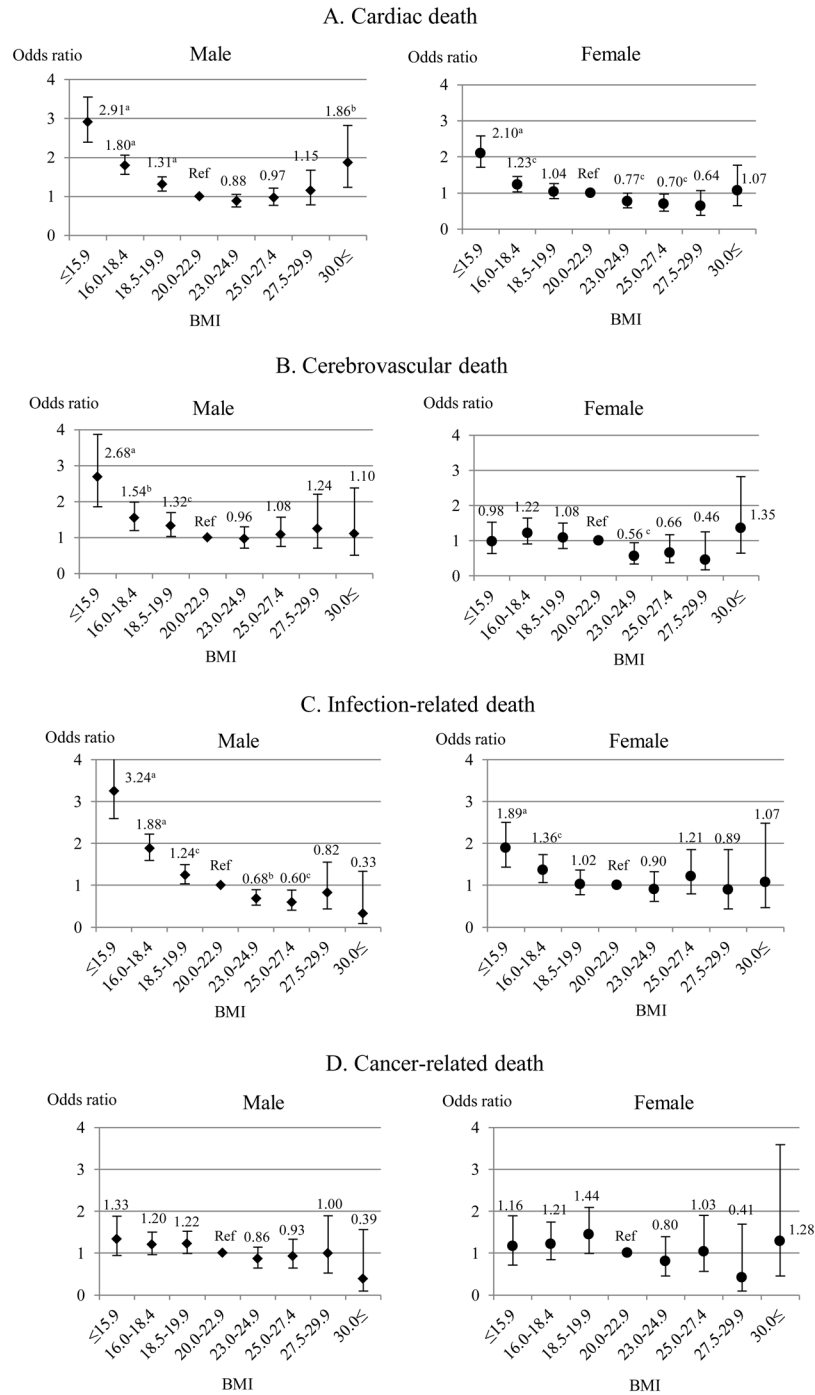 A. Cardiac death
Odds ratio
Male
4
3
2
1
0
2.91ᵃ
1.80ᵃ
1.31ᵃ
Ref
0.88
0.97
1.15
1.86ᵇ
≤15.9
16.0-18.4
18.5-19.9
20.0-22.9
23.0-24.9
25.0-27.4
27.5-29.9
30.0≤
BMI
Odds ratio
Female
4
3
2
1
0
2.10ᵃ
1.23ᶜ
1.04
Ref
0.77ᶜ
0.70ᶜ
0.64
1.07
≤15.9
16.0-18.4
18.5-19.9
20.0-22.9
23.0-24.9
25.0-27.4
27.5-29.9
30.0≤
BMI
B. Cerebrovascular death
Odds ratio
Male
4
3
2
1
0
2.68ᵃ
1.54ᵇ
1.32ᶜ
Ref
0.96
1.08
1.24
1.10
≤15.9
16.0-18.4
18.5-19.9
20.0-22.9
23.0-24.9
25.0-27.4
27.5-29.9
30.0≤
BMI
Odds ratio
Female
4
3
2
1
0
0.98
1.22
1.08
Ref
0.56 ᶜ
0.66
0.46
1.35
≤15.9
16.0-18.4
18.5-19.9
20.0-22.9
23.0-24.9
25.0-27.4
27.5-29.9
30.0≤
BMI
C. Infection-related death
Odds ratio
Male
4
3
2
1
0
3.24ᵃ
1.88ᵃ
1.24ᶜ
Ref
0.68ᵇ
0.60ᶜ
0.82
0.33
≤15.9
16.0-18.4
18.5-19.9
20.0-22.9
23.0-24.9
25.0-27.4
27.5-29.9
30.0≤
BMI
Odds ratio
Female
4
3
2
1
0
1.89ᵃ
1.36ᶜ
1.02
Ref
0.90
1.21
0.89
1.07
≤15.9
16.0-18.4
18.5-19.9
20.0-22.9
23.0-24.9
25.0-27.4
27.5-29.9
30.0≤
BMI
D. Cancer-related death
Odds ratio
Male
4
3
2
1
0
1.33
1.20
1.22
Ref
0.86
0.93
1.00
0.39
≤15.9
16.0-18.4
18.5-19.9
20.0-22.9
23.0-24.9
25.0-27.4
27.5-29.9
30.0≤
BMI
Odds ratio
Female
4
3
2
1
0
1.16
1.21
1.44
Ref
0.80
1.03
0.41
1.28
≤15.9
16.0-18.4
18.5-19.9
20.0-22.9
23.0-24.9
25.0-27.4
27.5-29.9
30.0≤
BMI